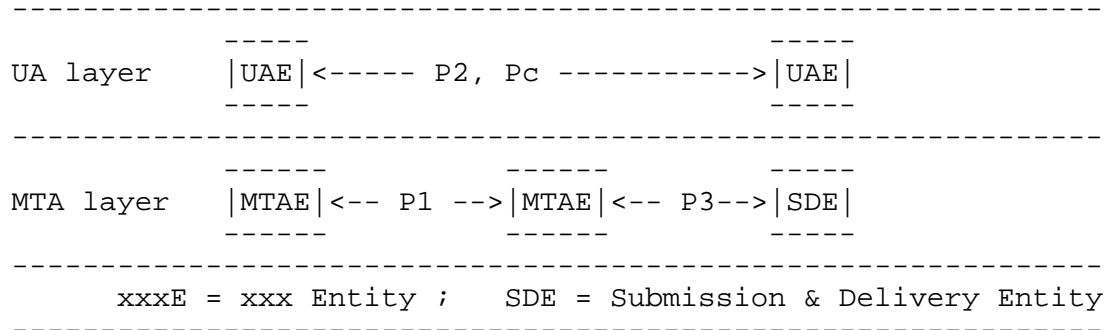 ----------------------------------------------------------------
             -----                           -----
UA layer     |UAE|<----- P2, Pc ----------->|UAE|
             -----                           -----
----------------------------------------------------------------
             ------          ------          -----
MTA layer    |MTAE|<-- P1 -->|MTAE|<-- P3-->|SDE|
             ------          ------          -----
----------------------------------------------------------------
      xxxE = xxx Entity ;   SDE = Submission & Delivery Entity
----------------------------------------------------------------